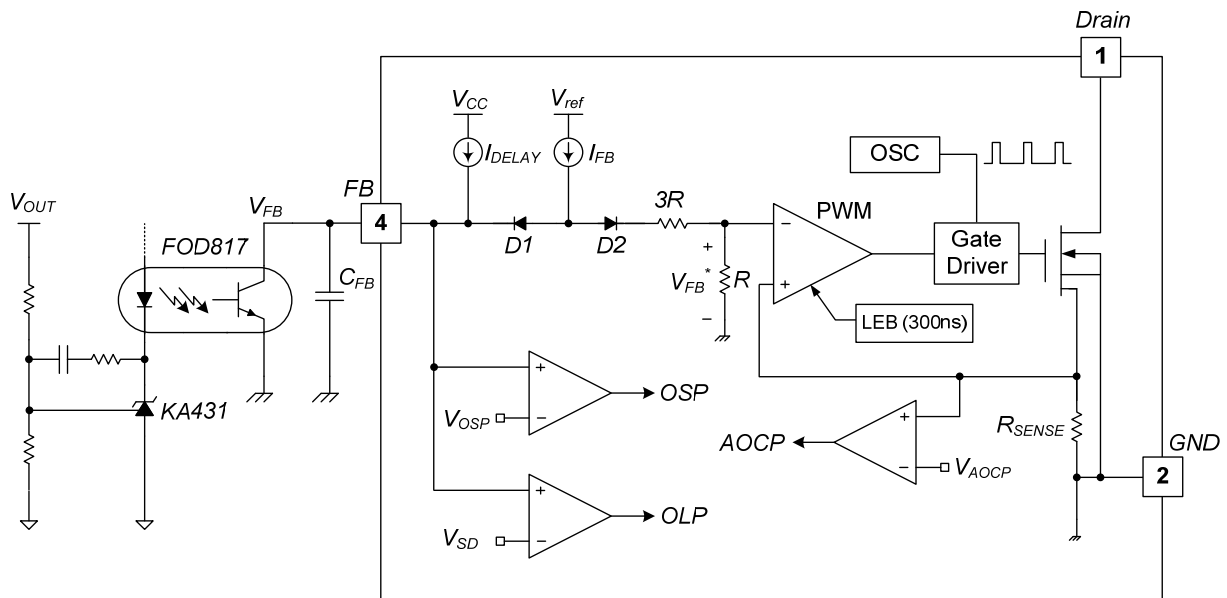 Drain
1
V_CC
V_ref
I_DELAY
I_FB
OSC
FB
4
V_OUT
V_FB
3R
PWM
FOD817
D1
D2
Gate
Driver
C_FB
+
V_FB*
R
−
−
+
LEB (300ns)
KA431
+
OSP
V_OSP
−
AOCP
+
−
V_AOCP
R_SENSE
GND
2
+
OLP
V_SD
−